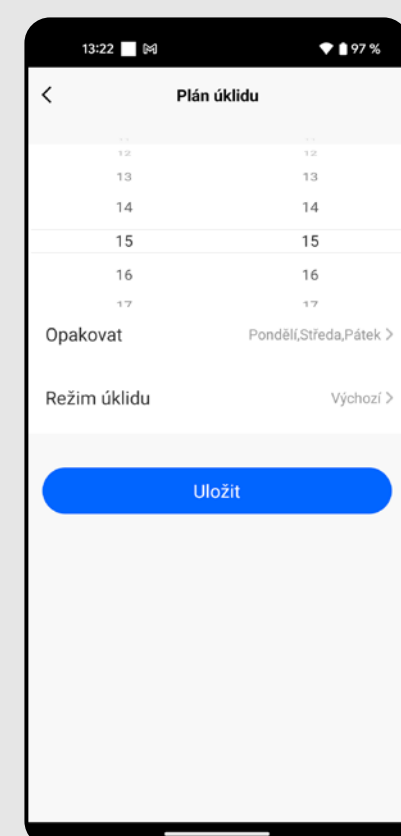 13:22 97 %
Plán úklidu
12 12
13 13
14 14
15 15
16 16
17 17
Opakovat Pondělí,Středa,Pátek
Režim úklidu Výchozí
Uložit